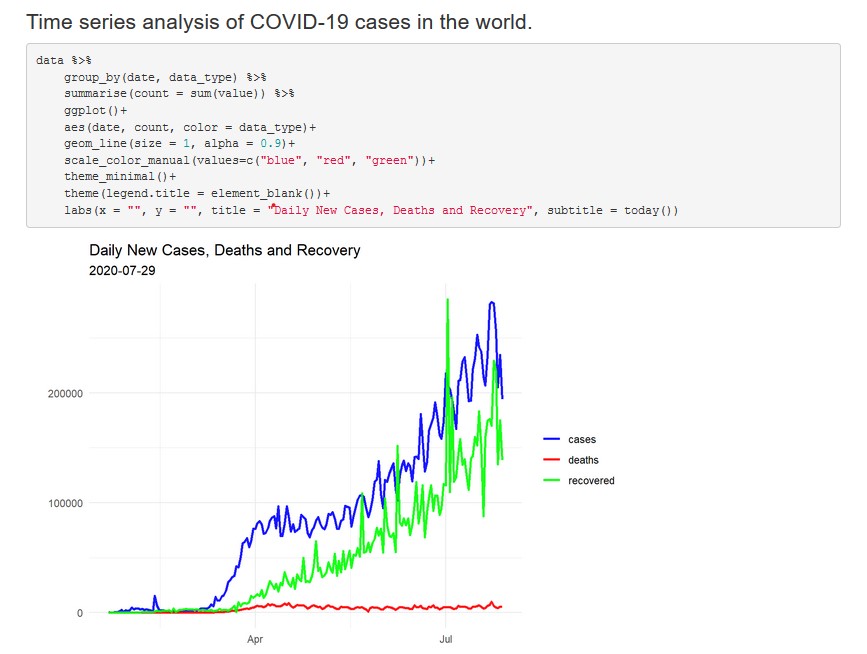 Time series analysis of COVID-19 cases in the world.
data %>%
group_by(date, data_type) %>%
summarise(count = sum(value)) %>%
ggplot()+
aes(date, count, color = data_type)+
geom_line(size = 1, alpha = 0.9)+
scale_color_manual(values=c("blue", "red", "green"))+
theme_minimal()+
theme(legend.title = element_blank())+
labs(x = "", y = "", title = "Daily New Cases, Deaths and Recovery", subtitle = today())
Daily New Cases, Deaths and Recovery
2020-07-29
200000
100000
0
Apr
Jul
cases
deaths
recovered